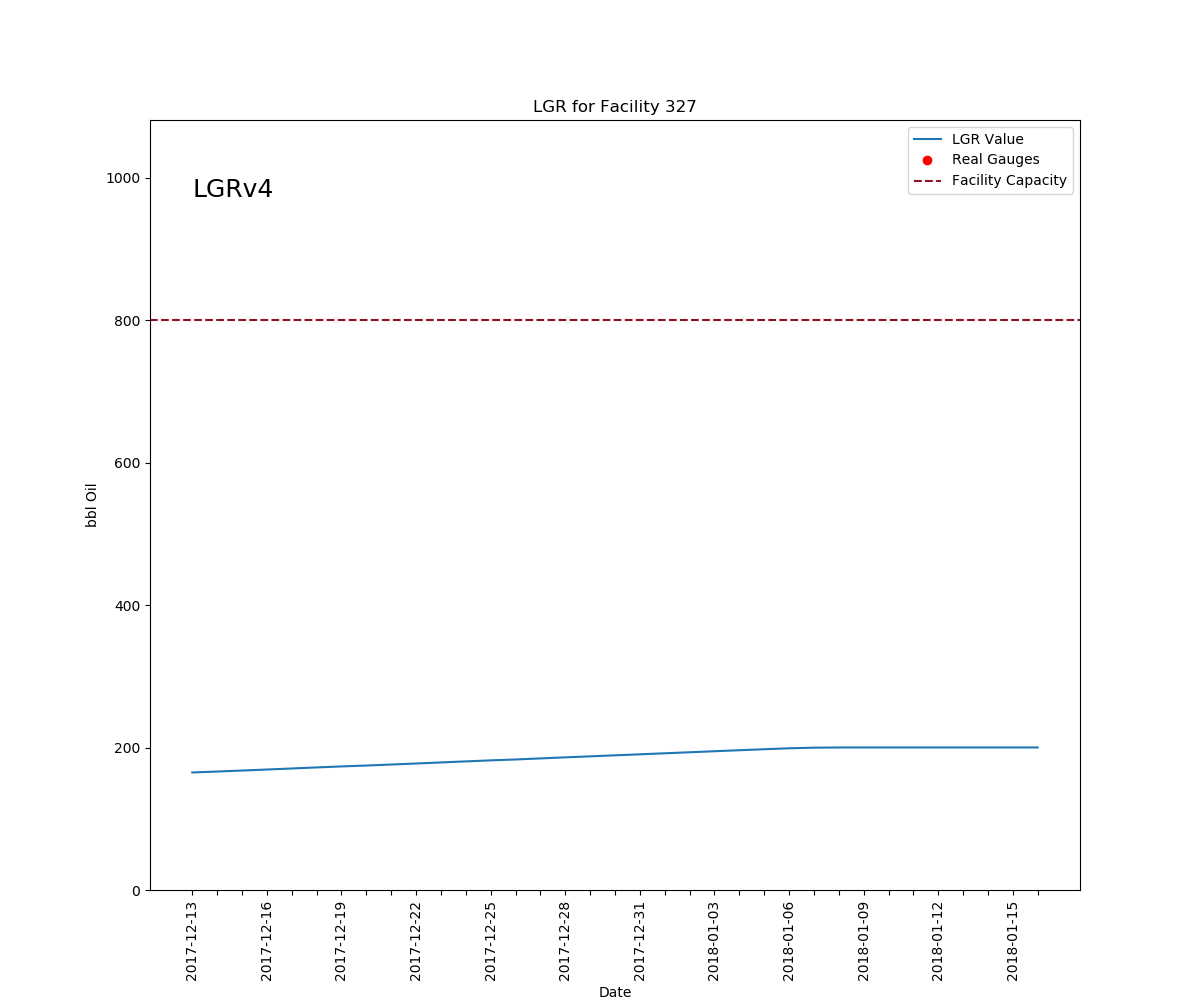 LGR for Facility 327
LGR Value
Real Gauges
Facility Capacity
LGRv4
1000
800
600
400
200
0
bbl Oil
2017-12-13
2017-12-16
2017-12-19
2017-12-22
2017-12-25
2017-12-28
2017-12-31
2018-01-03
2018-01-06
2018-01-09
2018-01-12
2018-01-15
Date